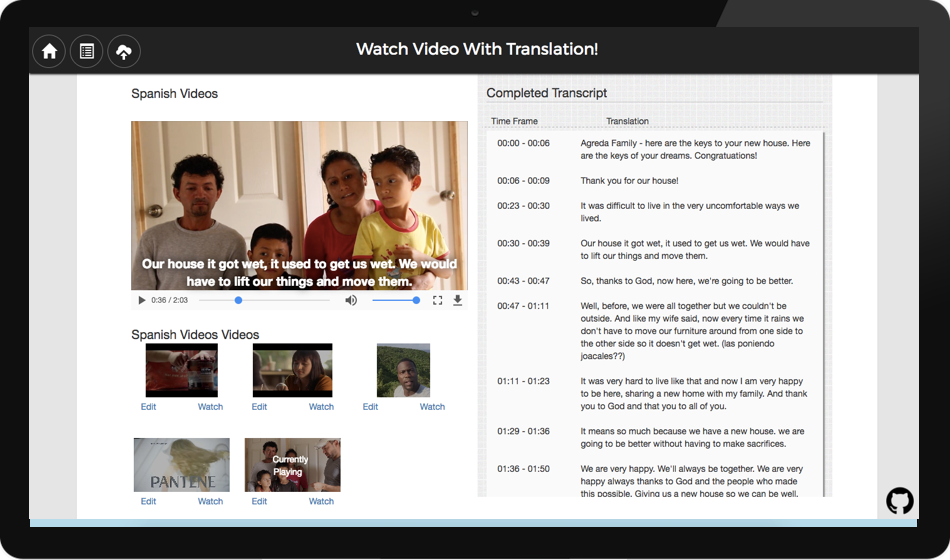 Watch Video With Translation!
Spanish Videos
Our house it got wet, it used to get us wet. We would
have to lift our things and move them.
0:36 / 2:03
Spanish Videos Videos
Edit Watch
Edit Watch
Edit Watch
PANTENE
Currently
Playing
Edit Watch
Edit Watch
Completed Transcript
Time Frame Translation
00:00 - 00:06 Agreda Family - here are the keys to your new house. Here
are the keys of your dreams. Congratuations!
00:06 - 00:09 Thank you for our house!
00:23 - 00:30 It was difficult to live in the very uncomfortable ways we
lived.
00:30 - 00:39 Our house it got wet, it used to get us wet. We would have
to lift our things and move them.
00:43 - 00:47 So, thanks to God, now here, we're going to be better.
00:47 - 01:11 Well, before, we were all together but we couldn't be
outside. And like my wife said, now every time it rains we
don't have to move our furniture around from one side to
the other side so it doesn't get wet. (las poniendo
joacales??)
01:11 - 01:23 It was very hard to live like that and now I am very happy
to be here, sharing a new home with my family. And thank
you to God and that you to all of you.
01:29 - 01:36 It means so much because we have a new house. we are
going to be better without having to make sacrifices.
01:36 - 01:50 We are very happy. We'll always be together. We are very
happy always thanks to God and the people who made
this possible. Giving us a new house so we can be well.